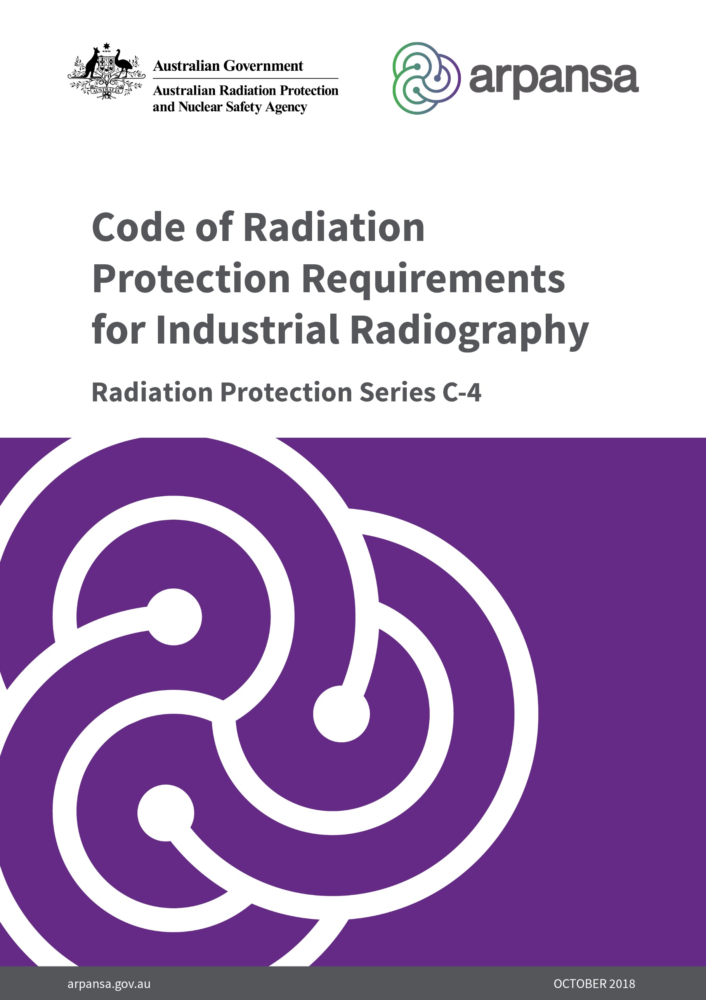 AUSTRALIA
Australian Government
Australian Radiation Protection
and Nuclear Safety Agency
arpansa
Code of Radiation
Protection Requirements
for Industrial Radiography
Radiation Protection Series C-4
arpansa.gov.au
OCTOBER 2018